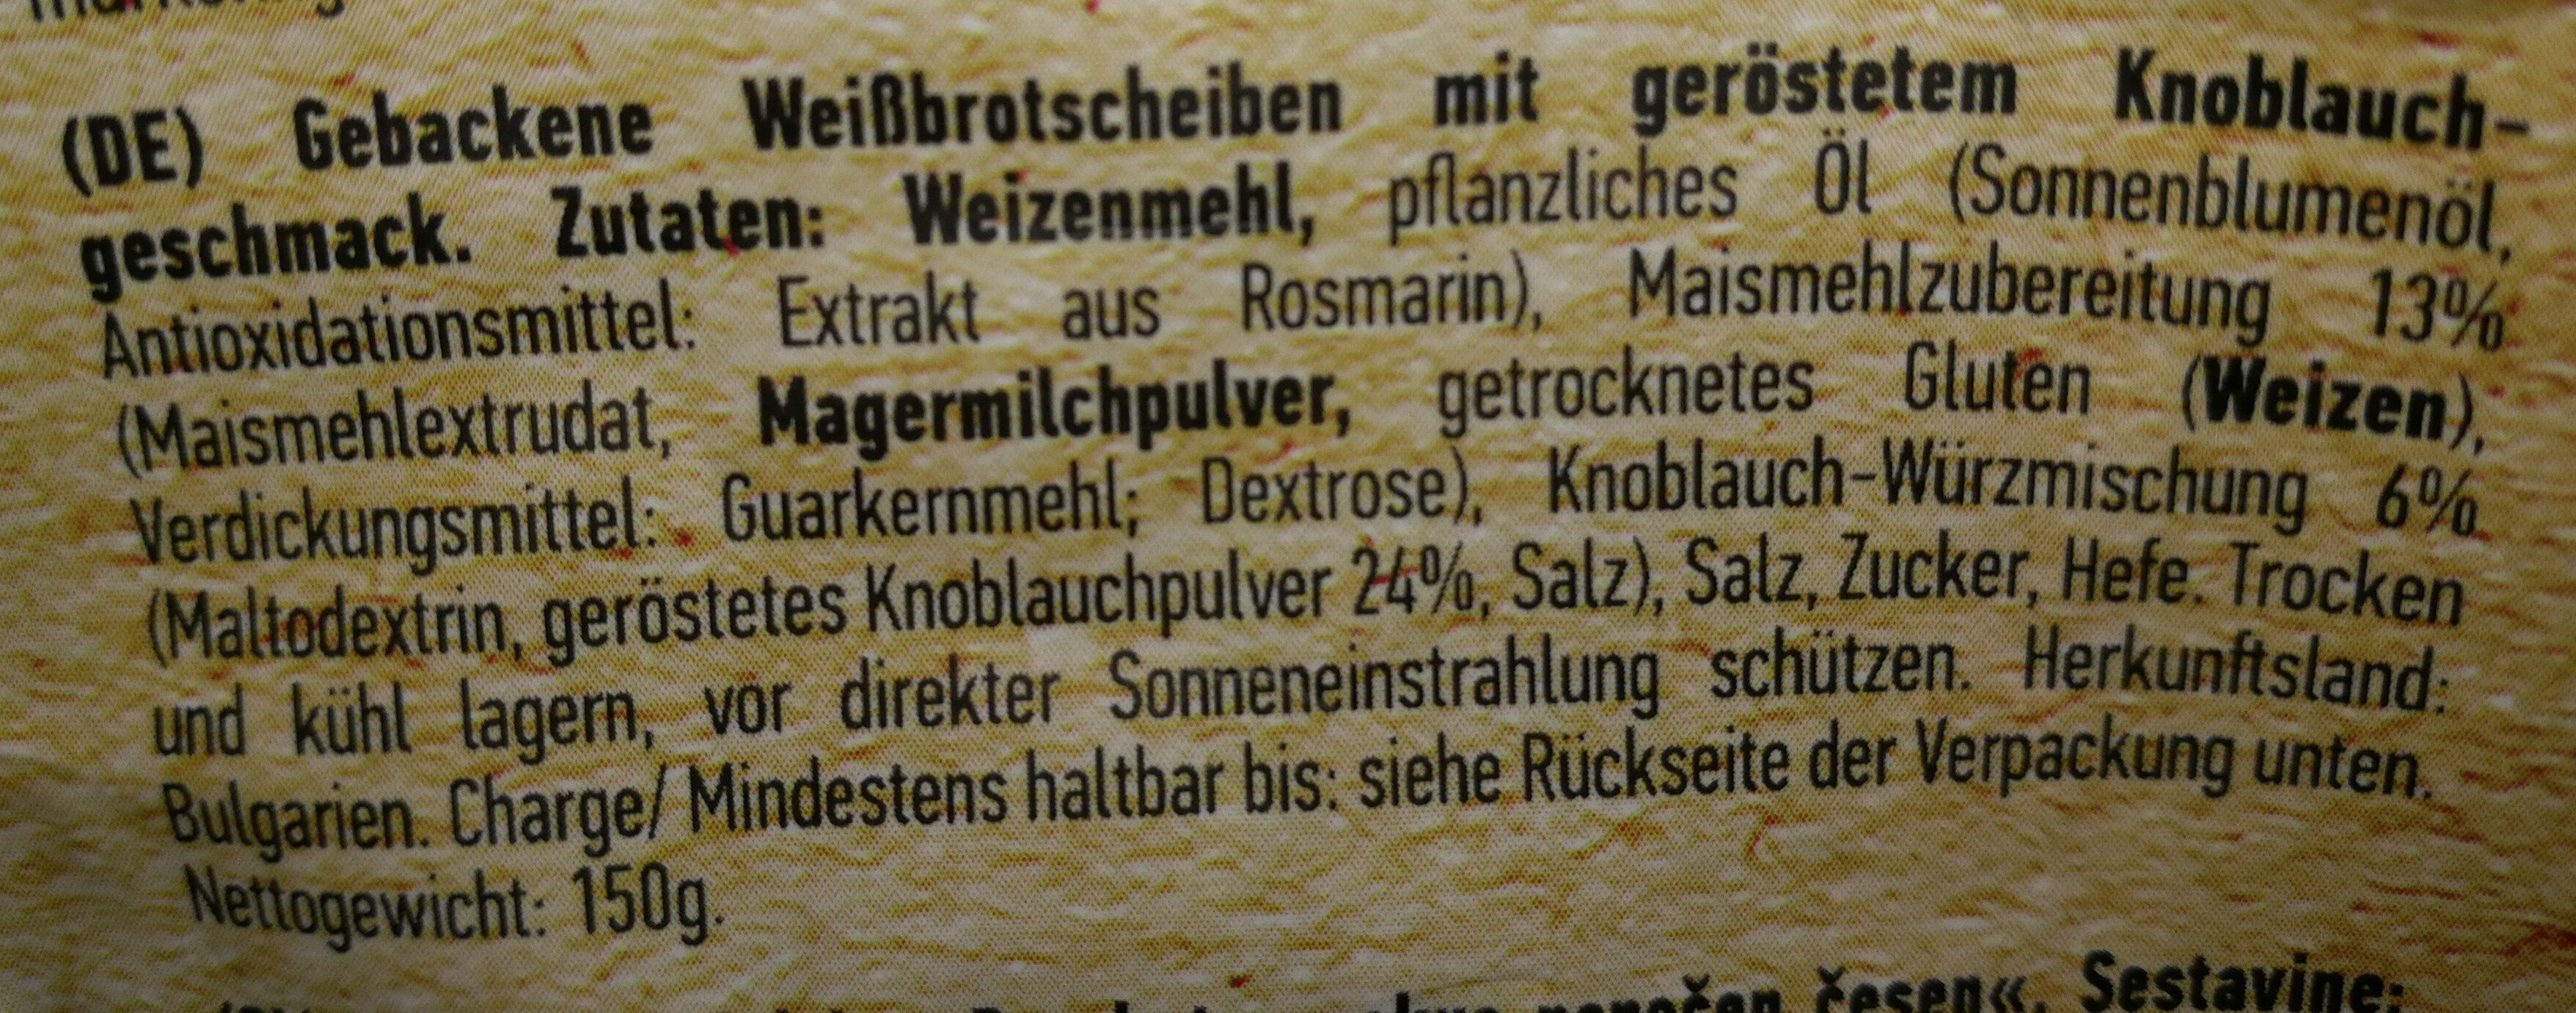 (DE) Gebackene Weißbrotscheiben mit geröstetem Knoblauch-
geschmack. Zutaten: Weizenmehl, pflanzliches Öl (Sonnenblumenöl,
Antioxidationsmittel: Extrakt aus Rosmarin), Maismehlzubereitung 13%
(Maismehlextrudat, Magermilchpulver, getrocknetes Gluten (Weizen),
Verdickungsmittel: Guarkernmehl; Dextrose), Knoblauch-Würzmischung 6%
(Maltodextrin, geröstetes Knoblauchpulver 24%, Salz), Salz, Zucker, Hefe. Trocken
und kühl lagern, vor direkter Sonneneinstrahlung schützen. Herkunftsland:
Bulgarien. Charge/ Mindestens haltbar bis: siehe Rückseite der Verpackung unten.
Nettogewicht: 150g.
česen«. Sestavine: